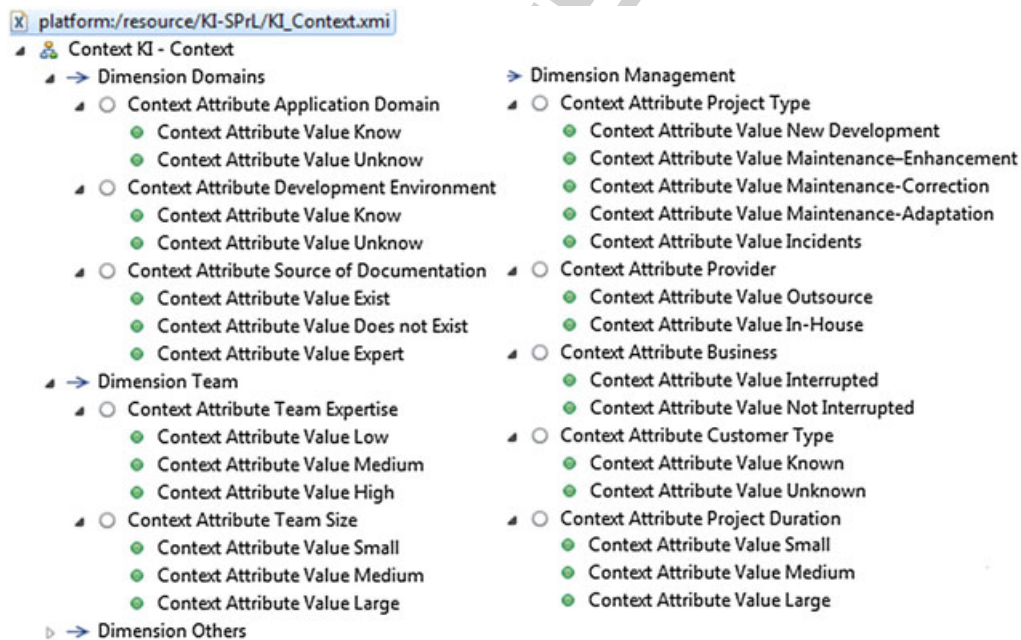 platform:/resource/KI-SPrL/KI_Context.xmi
Context KI - Context
Dimension Domains
Context Attribute Application Domain
Context Attribute Value Know
Context Attribute Value Unknow
Context Attribute Development Environment
Context Attribute Value Know
Context Attribute Value Unknow
Context Attribute Source of Documentation
Context Attribute Value Exist
Context Attribute Value Does not Exist
Context Attribute Value Expert
Dimension Team
Context Attribute Team Expertise
Context Attribute Value Low
Context Attribute Value Medium
Context Attribute Value High
Context Attribute Team Size
Context Attribute Value Small
Context Attribute Value Medium
Context Attribute Value Large
Dimension Others
Dimension Management
Context Attribute Project Type
Context Attribute Value New Development
Context Attribute Value Maintenance–Enhancement
Context Attribute Value Maintenance-Correction
Context Attribute Value Maintenance-Adaptation
Context Attribute Value Incidents
Context Attribute Provider
Context Attribute Value Outsource
Context Attribute Value In-House
Context Attribute Business
Context Attribute Value Interrupted
Context Attribute Value Not Interrupted
Context Attribute Customer Type
Context Attribute Value Known
Context Attribute Value Unknown
Context Attribute Project Duration
Context Attribute Value Small
Context Attribute Value Medium
Context Attribute Value Large